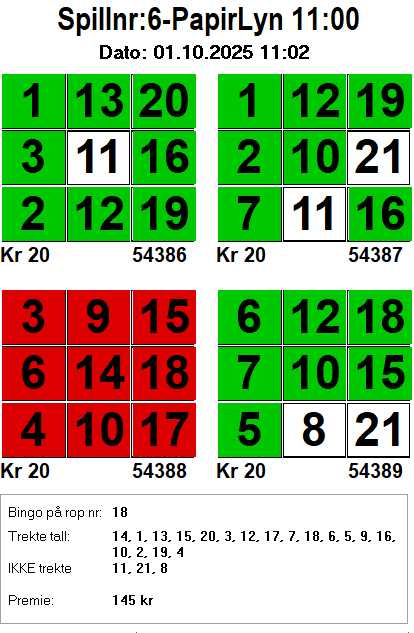 Spillnr:6-PapirLyn 11:00
Dato: 01.10.2025 11:02
1 13 20
3 11 16
2 12 19
Kr 20 54386
1 12 19
2 10 21
7 11 16
Kr 20 54387
3 9 15
6 14 18
4 10 17
Kr 20 54388
6 12 18
7 10 15
5 8 21
Kr 20 54389
Bingo på rop nr: 18
Trekte tall: 14, 1, 13, 15, 20, 3, 12, 17, 7, 18, 6, 5, 9, 16,
10, 2, 19, 4
IKKE trekte 11, 21, 8
Premie: 145 kr